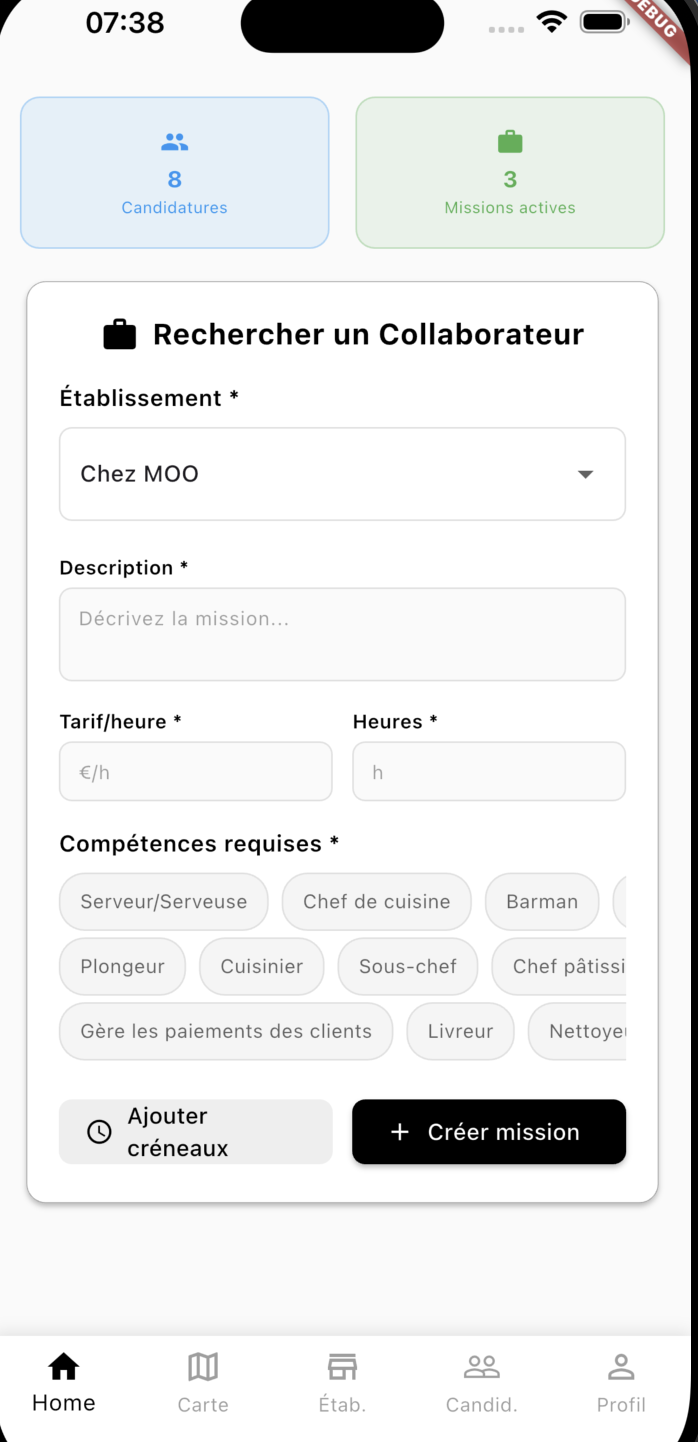 07:38
DEBUG
8
Candidatures
3
Missions actives
Rechercher un Collaborateur
Établissement *
Chez MOO
Description *
Décrivez la mission...
Tarif/heure *
Heures *
€/h
h
Compétences requises *
Serveur/Serveuse
Chef de cuisine
Barman
Plongeur
Cuisinier
Sous-chef
Chef pâtissi
Gère les paiements des clients
Livreur
Nettoye
Ajouter
créneaux
+ Créer mission
Home
Carte
Étab.
Candid.
Profil